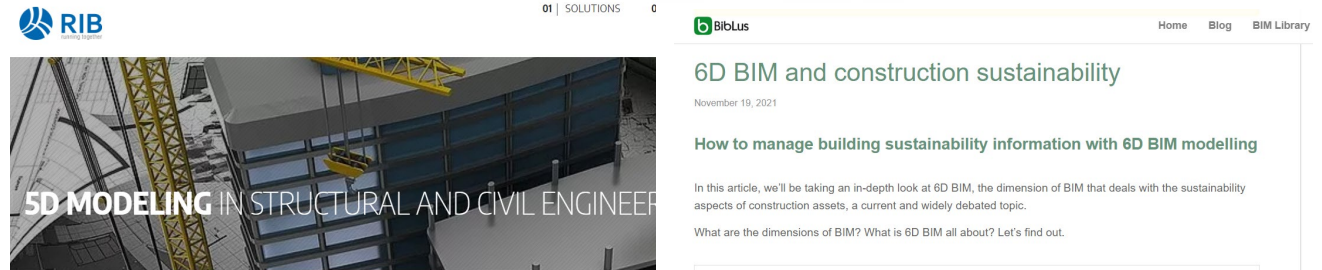 RIB
running together
01 | SOLUTIONS 0
5D MODELING IN STRUCTURAL AND CIVIL ENGINEER
BibLus
Home Blog BIM Library
6D BIM and construction sustainability
November 19, 2021
How to manage building sustainability information with 6D BIM modelling
In this article, we'll be taking an in-depth look at 6D BIM, the dimension of BIM that deals with the sustainability
aspects of construction assets, a current and widely debated topic.
What are the dimensions of BIM? What is 6D BIM all about? Let's find out.